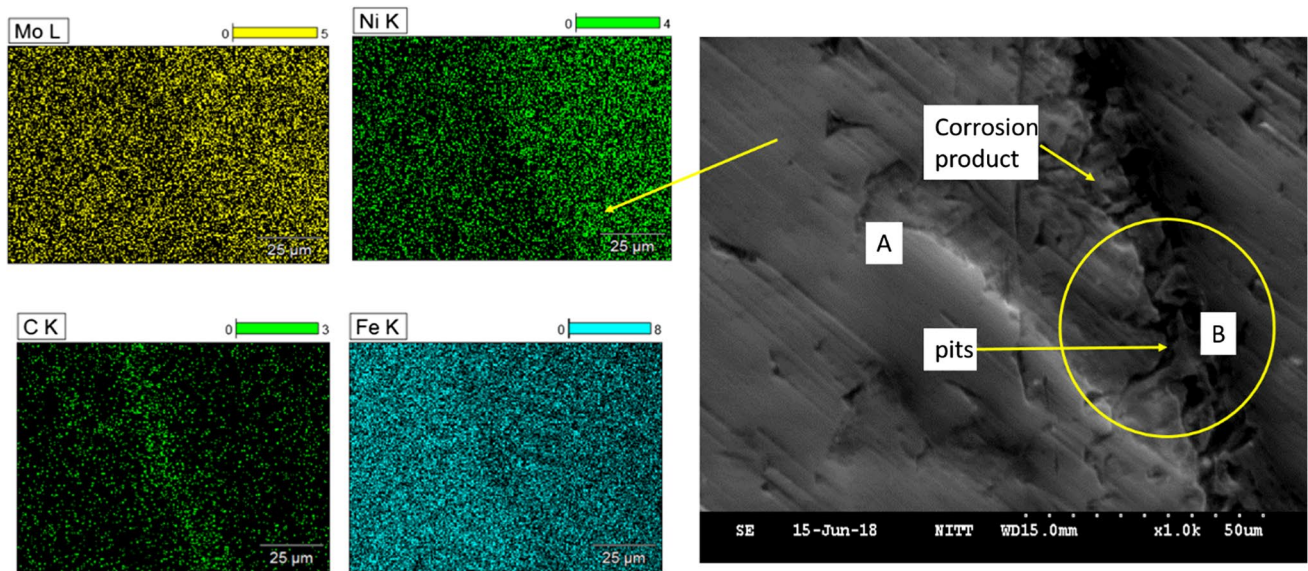 Mo L
0 5
25 µm
Ni K
0 4
25 µm
C K
0 3
25 µm
Fe K
0 8
25 µm
Corrosion
product
A
pits
B
SE 15-Jun-18 NITT WD15.0mm x1.0k 50um